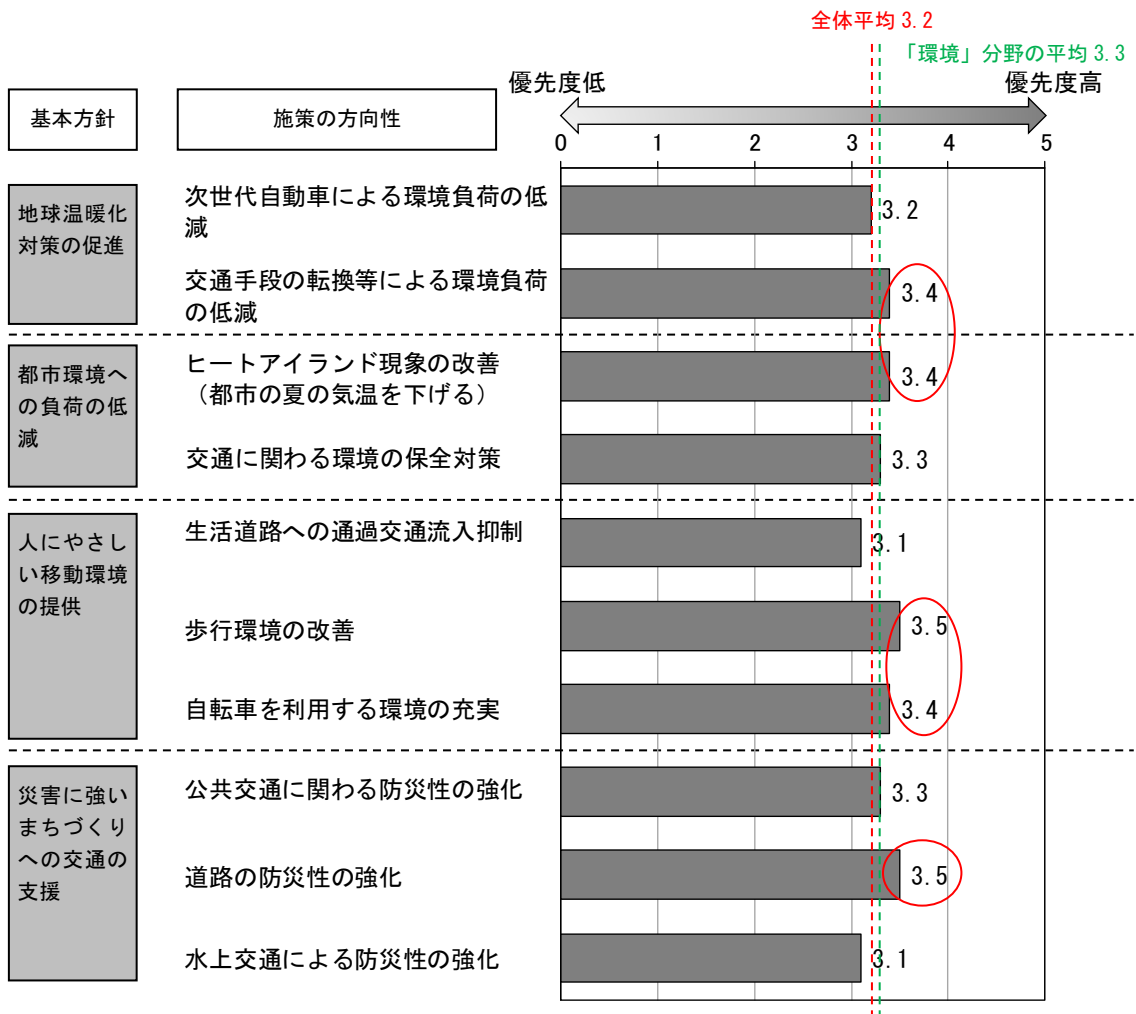 全体平均 3.2
「環境」分野の平均 3.3
優先度低
優先度高
基本方針
施策の方向性
0 1 2 3 4 5
地球温暖化
対策の促進
次世代自動車による環境負荷の低
減
3.2
交通手段の転換等による環境負荷
の低減
3.4
都市環境へ
の負荷の低
減
ヒートアイランド現象の改善
（都市の夏の気温を下げる）
3.4
交通に関わる環境の保全対策
3.3
人にやさし
い移動環境
の提供
生活道路への通過交通流入抑制
3.1
歩行環境の改善
3.5
自転車を利用する環境の充実
3.4
災害に強い
まちづくり
への交通の
支援
公共交通に関わる防災性の強化
3.3
道路の防災性の強化
3.5
水上交通による防災性の強化
3.1